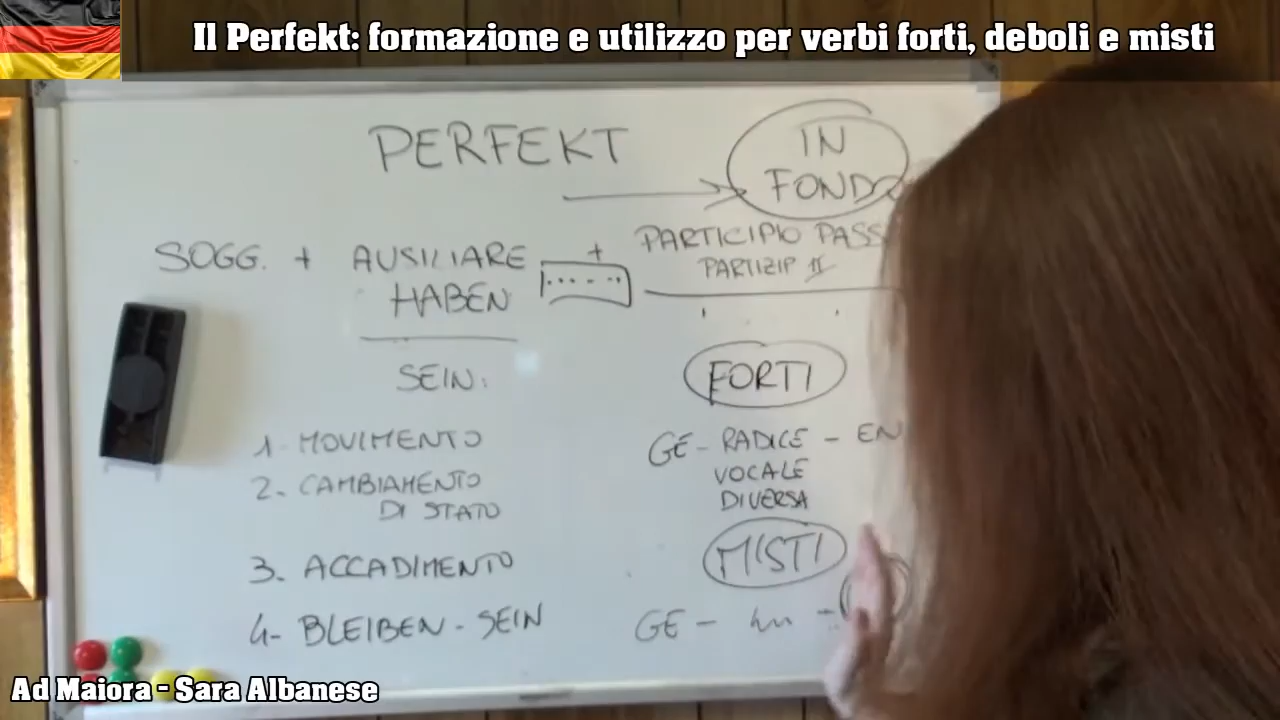 Il Perfekt: formazione e utilizzo per verbi forti, deboli e misti
PERFEKT
IN
FONDO
SOGG. + AUSILIARE + PARTICIPIO PASS
HABEN
PARTIZIP II
SEIN:
FORTI
1- MOVIMENTO
GE - RADICE - EN
2- CAMBIAMENTO
VOCALE
DI STATO
DIVERSA
MISTI
3- ACCADIMENTO
4- BLEIBEN - SEIN
GE -
Ad Maiora - Sara Albanese